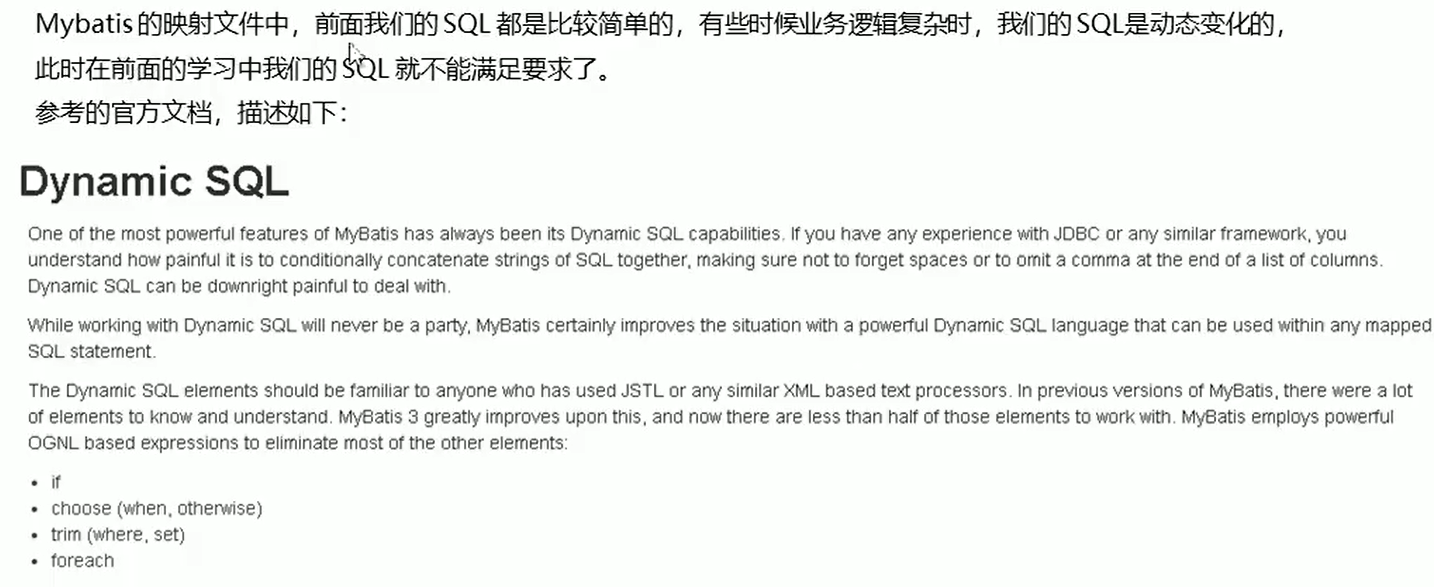 Mybatis 的映射文件中，前面我们的 SQL 都是比较简单的，有些时候业务逻辑复杂时，我们的 SQL是动态变化的，
此时在前面的学习中我们的 SQL 就不能满足要求了。
参考的官方文档，描述如下：
Dynamic SQL
One of the most powerful features of MyBatis has always been its Dynamic SQL capabilities. If you have any experience with JDBC or any similar framework, you
understand how painful it is to conditionally concatenate strings of SQL together, making sure not to forget spaces or to omit a comma at the end of a list of columns.
Dynamic SQL can be downright painful to deal with.
While working with Dynamic SQL will never be a party, MyBatis certainly improves the situation with a powerful Dynamic SQL language that can be used within any mapped
SQL statement.
The Dynamic SQL elements should be familiar to anyone who has used JSTL or any similar XML based text processors. In previous versions of MyBatis, there were a lot
of elements to know and understand. MyBatis 3 greatly improves upon this, and now there are less than half of those elements to work with. MyBatis employs powerful
OGNL based expressions to eliminate most of the other elements:
• if
• choose (when, otherwise)
• trim (where, set)
• foreach